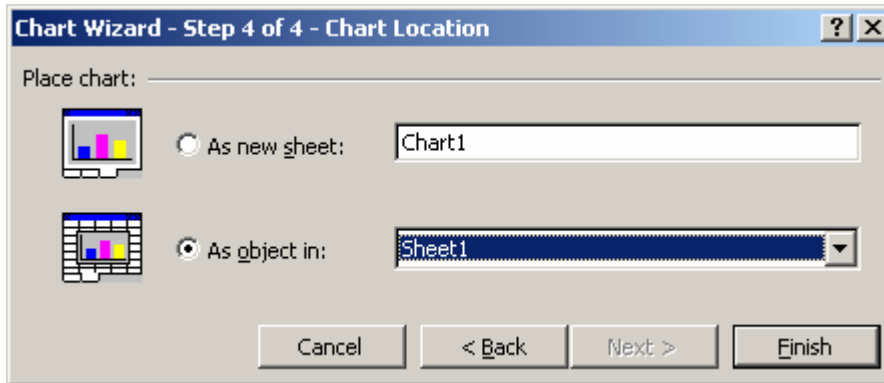 Chart Wizard - Step 4 of 4 - Chart Location
Place chart:
As new sheet: Chart1
As object in: Sheet1
Cancel < Back Next > Finish